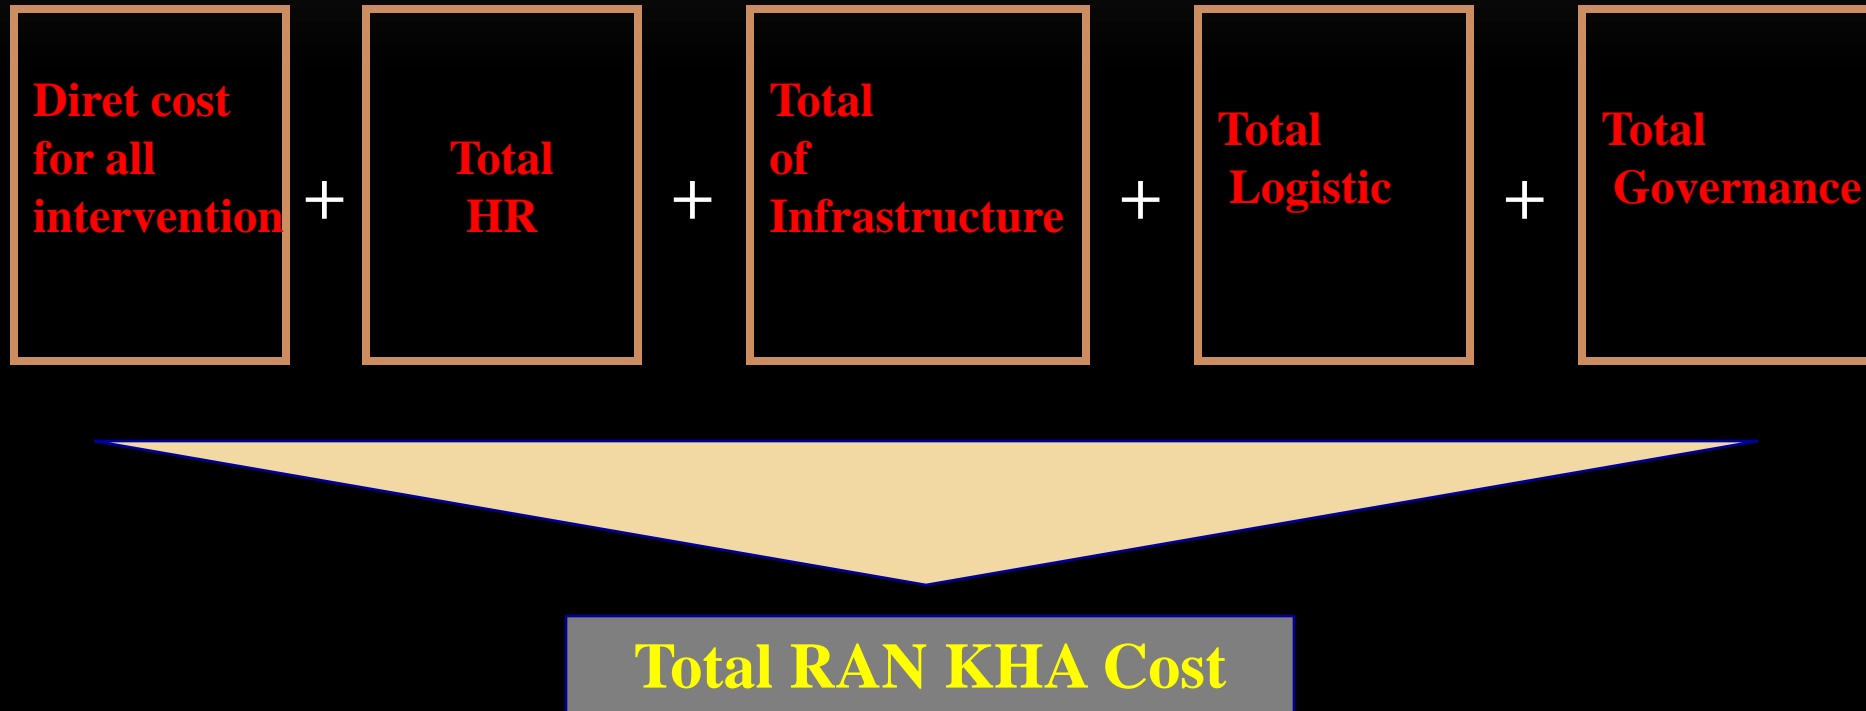 Diret cost
for all
intervention
+
Total
HR
+
Total
of
Infrastructure
+
Total
Logistic
+
Total
Governance
Total RAN KHA Cost